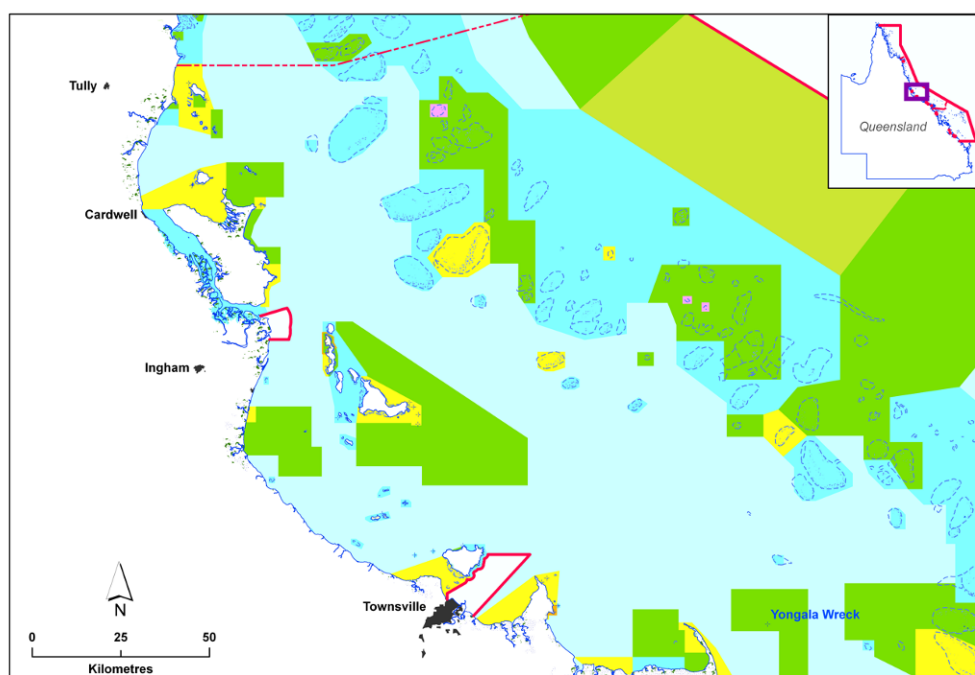 Queensland
Tully
Cardwell
Ingham
Townsville
Yongala Wreck
N
0 25 50
Kilometres